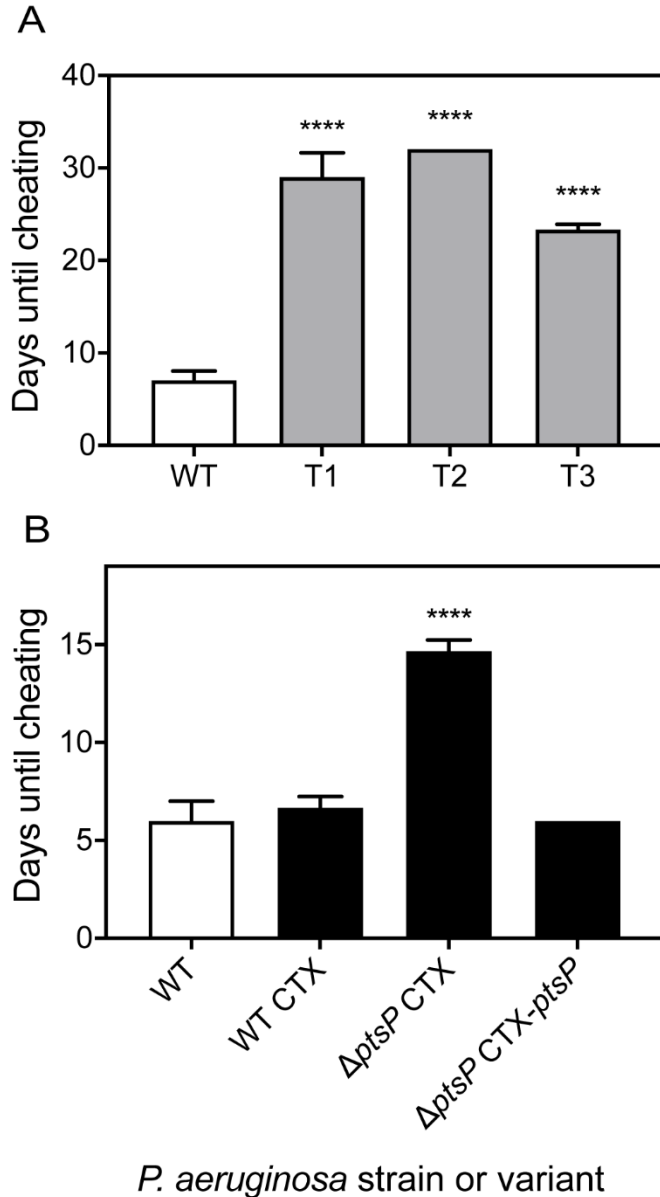 A
Days until cheating
40
30
20
10
0
****
****
****
WT
T1
T2
T3
B
Days until cheating
15
10
5
0
****
WT
WT CTX
ΔptsP CTX
ΔptsP CTX-ptsP
P. aeruginosa strain or variant